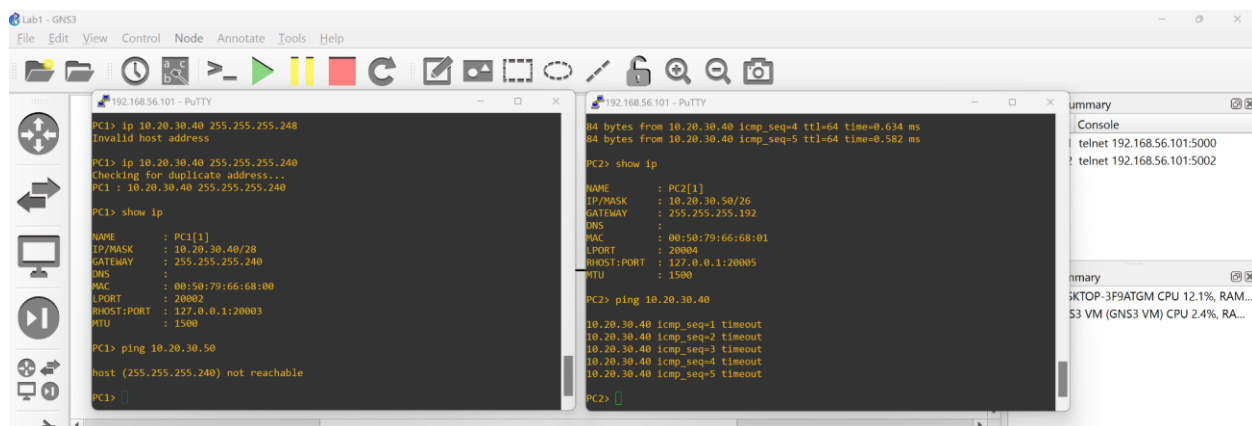 Lab1 - GNS3
File Edit View Control Node Annotate Tools Help
192.168.56.101 - PuTTY
PC1> ip 10.20.30.40 255.255.255.248
Invalid host address
PC1> ip 10.20.30.40 255.255.255.240
Checking for duplicate address...
PC1 : 10.20.30.40 255.255.255.240
PC1> show ip
NAME : PC1[1]
IP/MASK : 10.20.30.40/28
GATEWAY : 255.255.255.240
DNS :
MAC : 00:50:79:66:68:00
LPORT : 20002
RHOST:PORT : 127.0.0.1:20003
MTU : 1500
PC1> ping 10.20.30.50
host (255.255.255.240) not reachable
PC1>
192.168.56.101 - PuTTY
84 bytes from 10.20.30.40 icmp_seq=4 ttl=64 time=0.634 ms
84 bytes from 10.20.30.40 icmp_seq=5 ttl=64 time=0.582 ms
PC2> show ip
NAME : PC2[1]
IP/MASK : 10.20.30.50/26
GATEWAY : 255.255.255.192
DNS :
MAC : 00:50:79:66:68:01
LPORT : 20004
RHOST:PORT : 127.0.0.1:20005
MTU : 1500
PC2> ping 10.20.30.40
10.20.30.40 icmp_seq=1 timeout
10.20.30.40 icmp_seq=2 timeout
10.20.30.40 icmp_seq=3 timeout
10.20.30.40 icmp_seq=4 timeout
10.20.30.40 icmp_seq=5 timeout
PC2>
ummary
Console
telnet 192.168.56.101:5000
telnet 192.168.56.101:5002
mmary
SKTOP-3F9ATGM CPU 12.1%, RAM...
S3 VM (GNS3 VM) CPU 2.4%, RA...